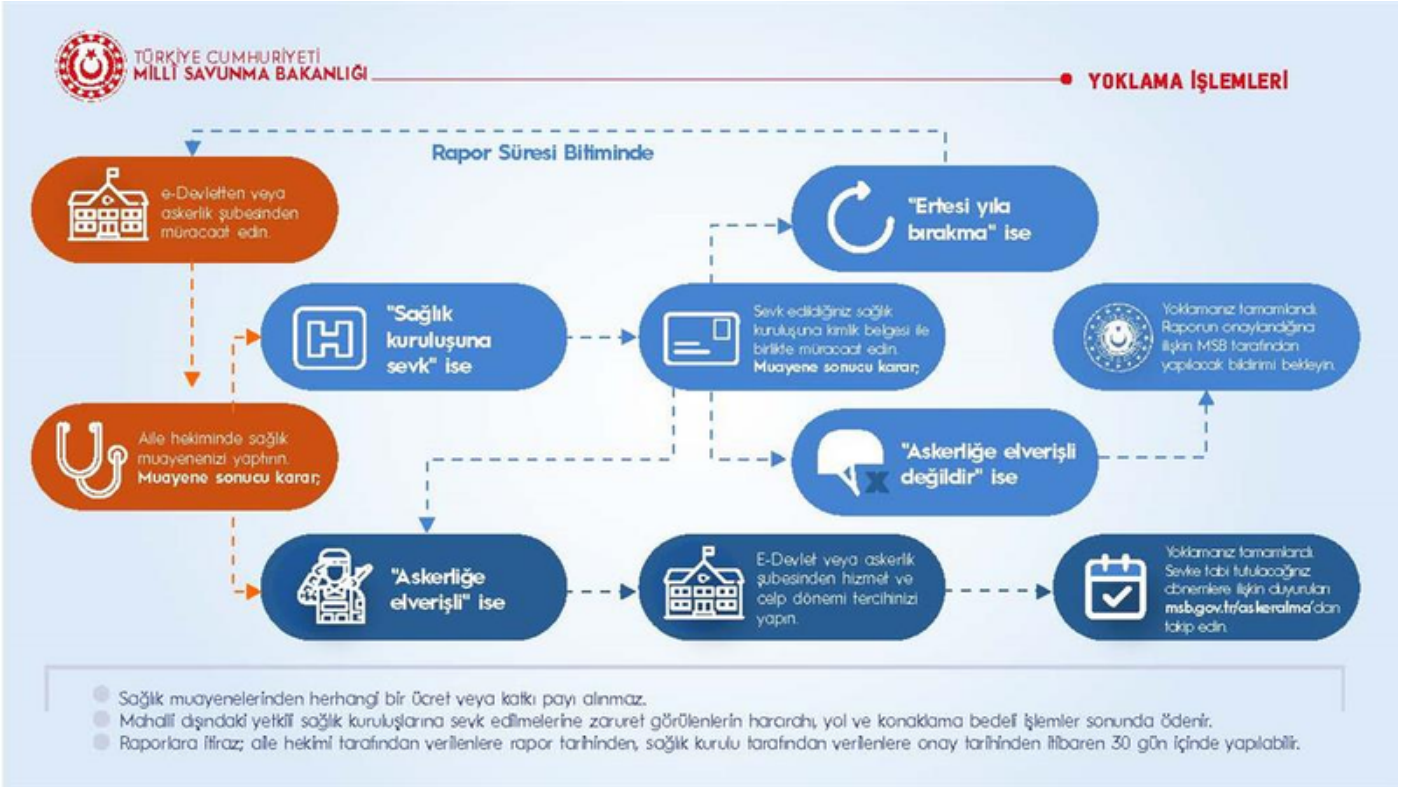 TÜRKİYE CUMHURİYETİ
MİLLÎ SAVUNMA BAKANLIĞI
YOKLAMA İŞLEMLERİ
Rapor Süresi Bitiminde
e-Devletten veya
askerlik şubesinden
müracaat edin.
"Ertesi yıla
bırakma" ise
"Sağlık
kuruluşuna
sevk" ise
Sevk edildiğiniz sağlık
kuruluşuna kimlik belgesi ile
birlikte müracaat edin.
Muayene sonucu karar;
Yoklamanız tamamlandı.
Raporun onaylandığına
ilişkin MSB tarafından
yapılacak bildirimi bekleyin.
Aile hekiminde sağlık
muayenenizi yaptırın.
Muayene sonucu karar;
"Askerliğe elverişli
değildir" ise
"Askerliğe
elverişli" ise
E-Devlet veya askerlik
şubesinden hizmet ve
celp dönemi tercihinizi
yapın.
Yoklamanız tamamlandı.
Sevke tabi tutulacağınız
dönemlere ilişkin duyuruları
msb.gov.tr/askeralma'dan
takip edin.
Sağlık muayenelerinden herhangi bir ücret veya katkı payı alınmaz.
Mahalli dışındaki yetkili sağlık kuruluşlarına sevk edilmelerine zaruret görülenlerin harcırahı, yol ve konaklama bedeli işlemler sonunda ödenir.
Raporlara itiraz; aile hekimi tarafından verilenlere rapor tarihinden, sağlık kurulu tarafından verilenlere onay tarihinden itibaren 30 gün içinde yapılabilir.